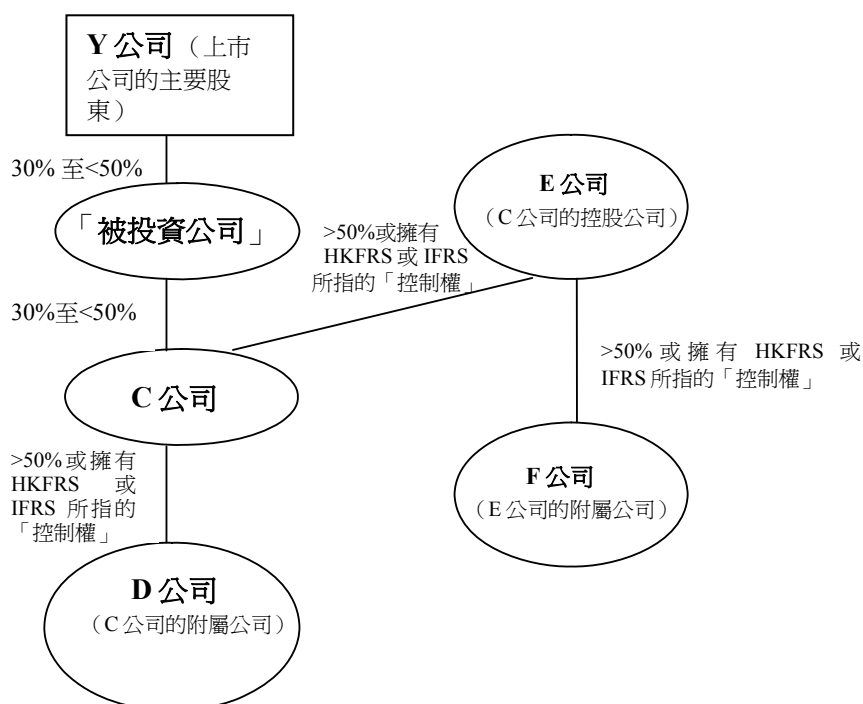 Y 公司（上市
公司的主要股
東）
30% 至<50%
「被投資公司」
>50%或擁有
HKFRS 或 IFRS
所指的「控制權」
E 公司
（C 公司的控股公司）
30%至<50%
>50% 或 擁 有 HKFRS 或
IFRS 所指的「控制權」
C 公司
>50%或擁有
HKFRS 或
IFRS 所指的
「控制權」
F 公司
（E 公司的附屬公司）
D 公司
（C 公司的附屬公司）